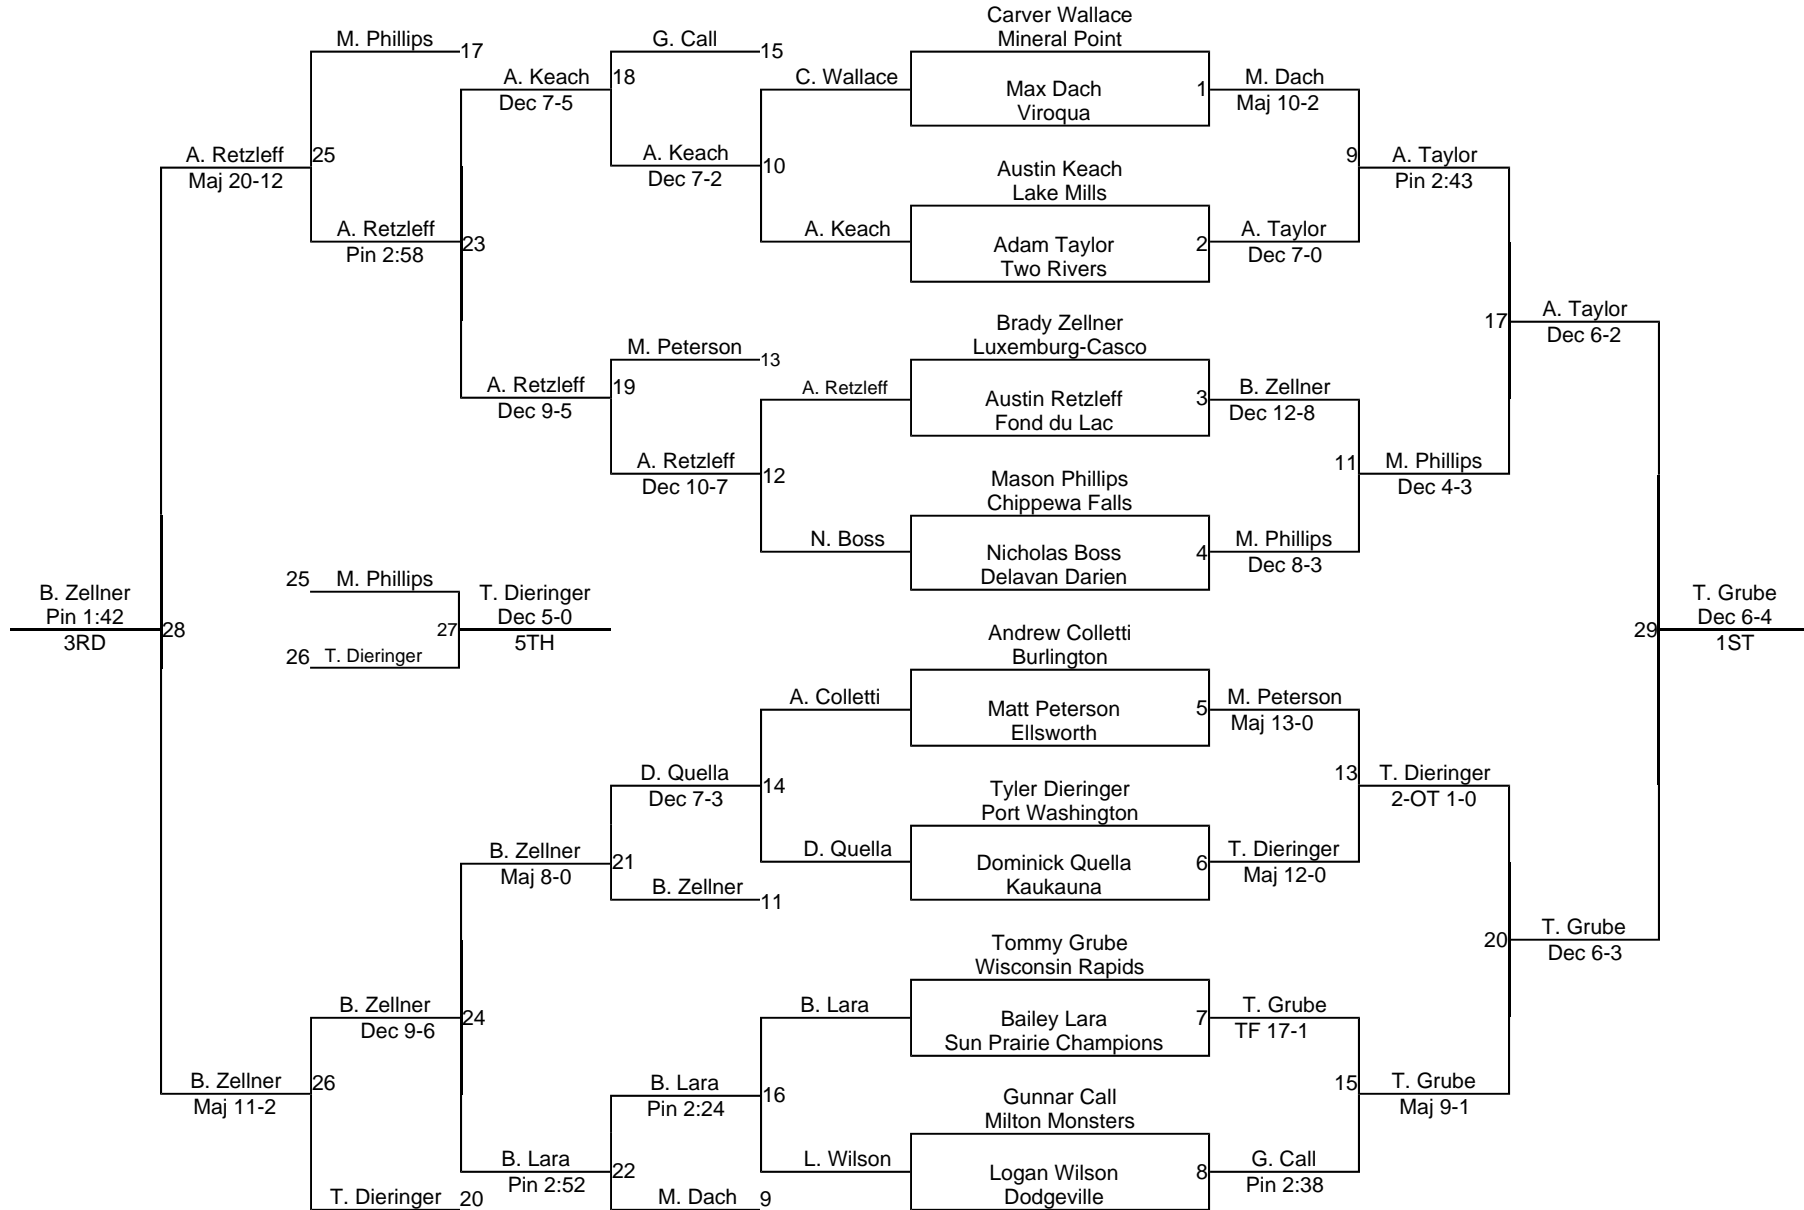 Carver Wallace
Mineral Point
M. Phillips
17
G. Call
15
A. Keach
18
Dec 7-5
C. Wallace
Max Dach
1
Viroqua
M. Dach
Maj 10-2
A. Retzleff
25
Maj 20-12
A. Keach
Dec 7-2
10
Austin Keach
Lake Mills
9
A. Taylor
Pin 2:43
A. Retzleff
Pin 2:58
23
A. Keach
Adam Taylor
2
Two Rivers
A. Taylor
Dec 7-0
Brady Zellner
Luxemburg-Casco
17
A. Taylor
Dec 6-2
M. Peterson
13
A. Retzleff
19
Dec 9-5
A. Retzleff
Austin Retzleff
3
Fond du Lac
B. Zellner
Dec 12-8
A. Retzleff
Dec 10-7
12
Mason Phillips
Chippewa Falls
11
M. Phillips
Dec 4-3
N. Boss
Nicholas Boss
4
Delavan Darien
M. Phillips
Dec 8-3
B. Zellner
Pin 1:42
3RD
28
25
M. Phillips
26
T. Dieringer
27
T. Dieringer
Dec 5-0
5TH
Andrew Colletti
Burlington
29
T. Grube
Dec 6-4
1ST
A. Colletti
Matt Peterson
5
Ellsworth
M. Peterson
Maj 13-0
D. Quella
Dec 7-3
14
Tyler Dieringer
Port Washington
13
T. Dieringer
2-OT 1-0
B. Zellner
Maj 8-0
21
B. Zellner
11
D. Quella
Dominick Quella
6
Kaukauna
T. Dieringer
Maj 12-0
Tommy Grube
Wisconsin Rapids
20
T. Grube
Dec 6-3
B. Zellner
Dec 9-6
24
B. Lara
Bailey Lara
7
Sun Prairie Champions
T. Grube
TF 17-1
B. Zellner
Maj 11-2
26
B. Lara
Pin 2:24
16
Gunnar Call
Milton Monsters
15
T. Grube
Maj 9-1
B. Lara
Pin 2:52
22
L. Wilson
Logan Wilson
8
Dodgeville
G. Call
Pin 2:38
T. Dieringer
20
M. Dach
9